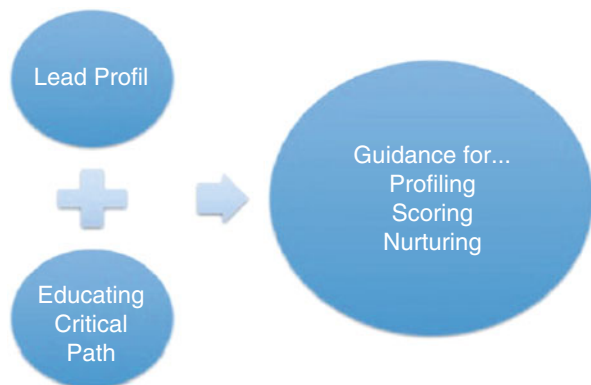 Lead Profil
Educating
Critical
Path
Guidance for...
Profiling
Scoring
Nurturing